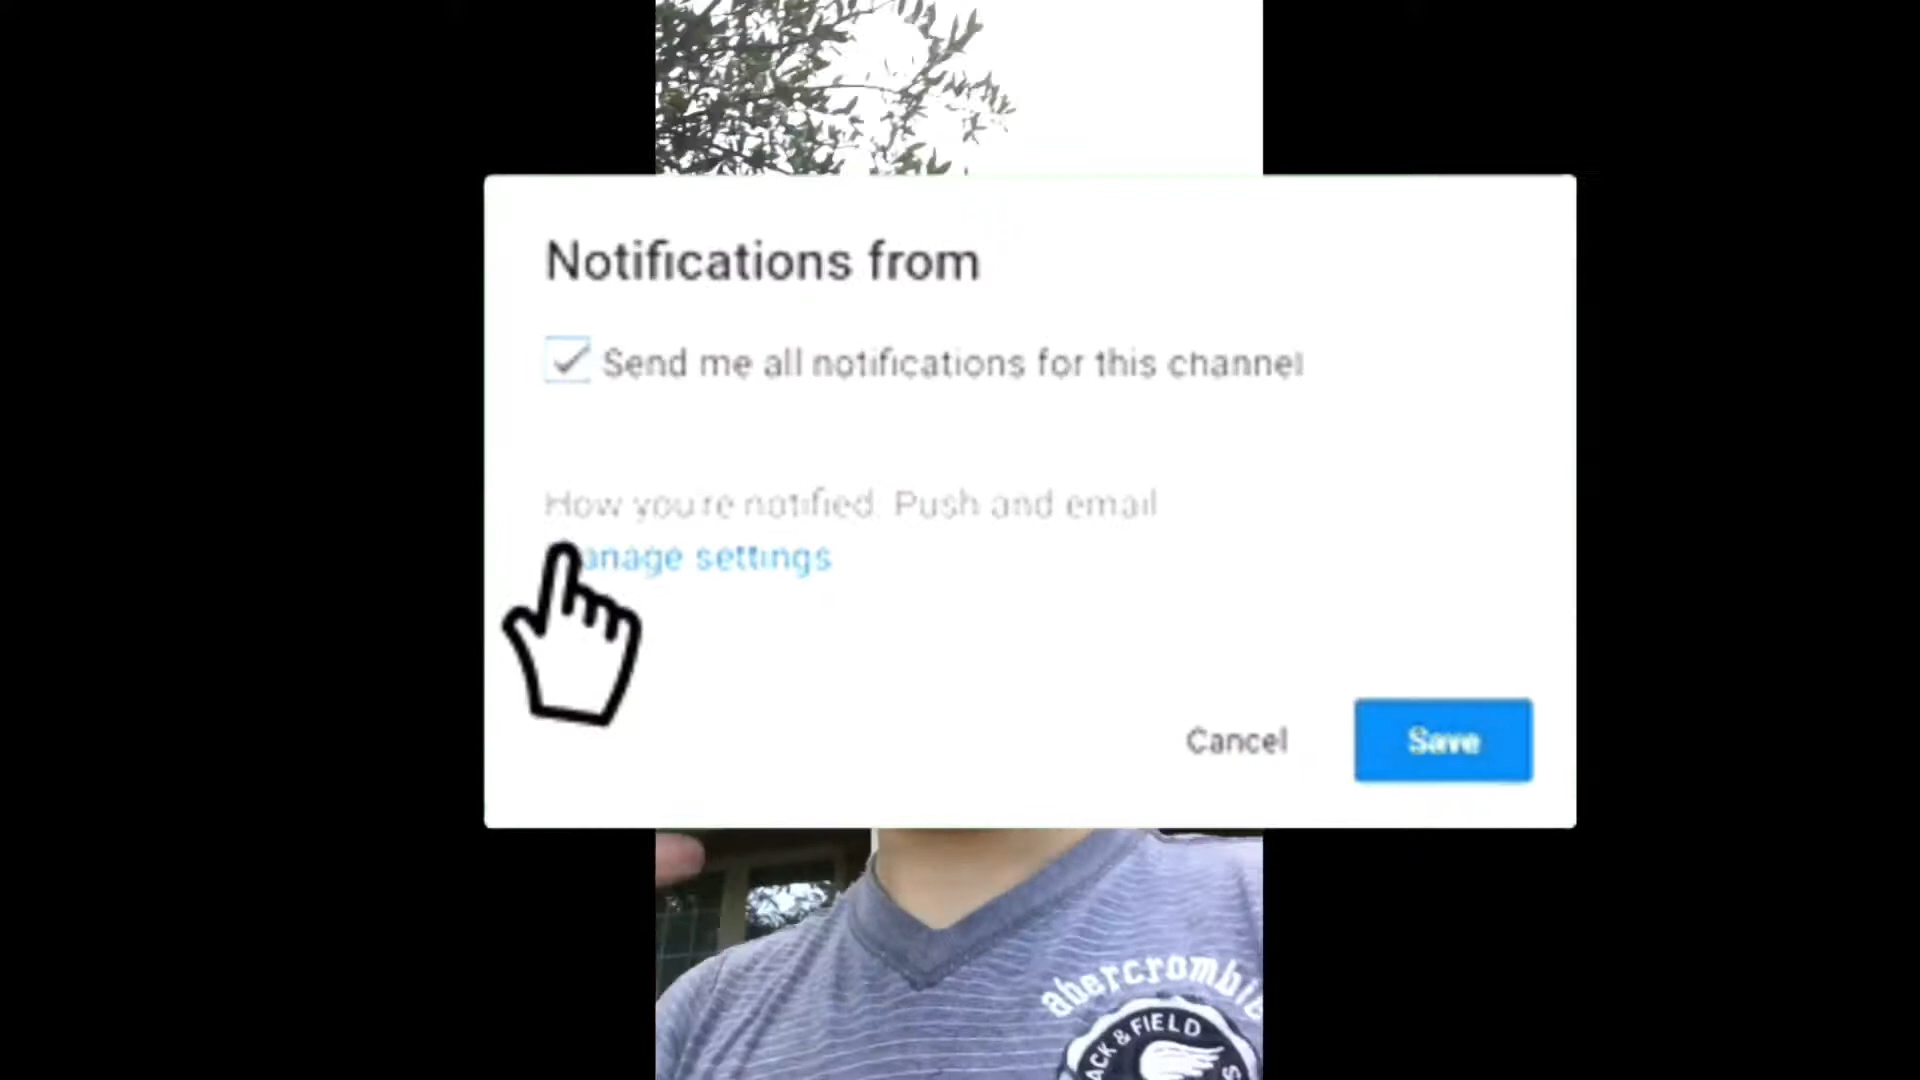 Notifications from
Send me all notifications for this channel
How you're notified: Push and email
anage settings
Cancel
Save
abercrombie
ACK & FIELD